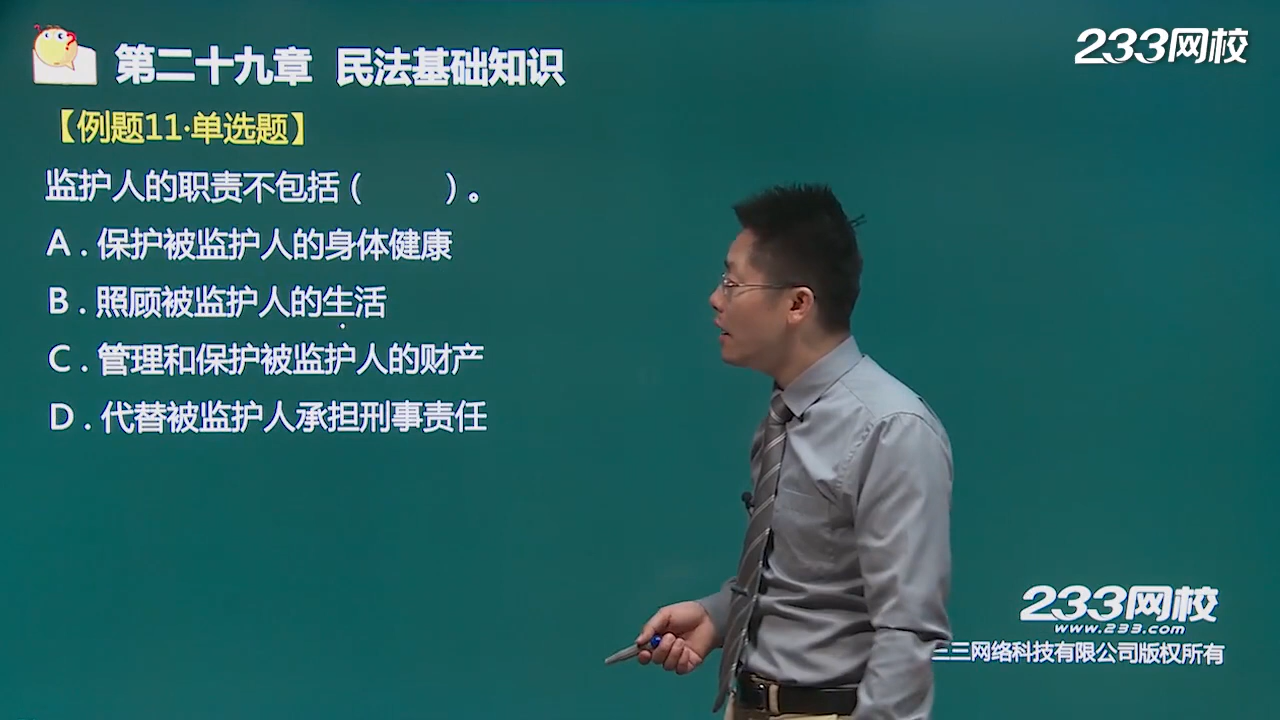 第二十九章 民法基础知识
233网校
【例题11·单选题】
监护人的职责不包括（ ）。
A．保护被监护人的身体健康
B．照顾被监护人的生活
C．管理和保护被监护人的财产
D．代替被监护人承担刑事责任
233网校
www.233.com
三三网络科技有限公司版权所有